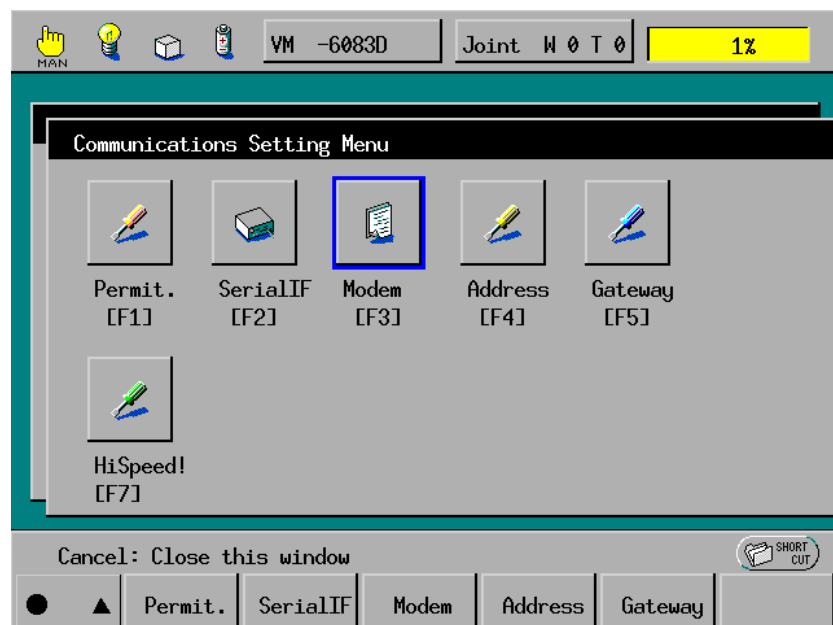 MAN
VM -6083D
Joint W 0 T 0
1%
Communications Setting Menu
Permit. SerialIF Modem Address Gateway
[F1] [F2] [F3] [F4] [F5]
HiSpeed!
[F7]
Cancel: Close this window
SHORT
CUT
Permit. SerialIF Modem Address Gateway